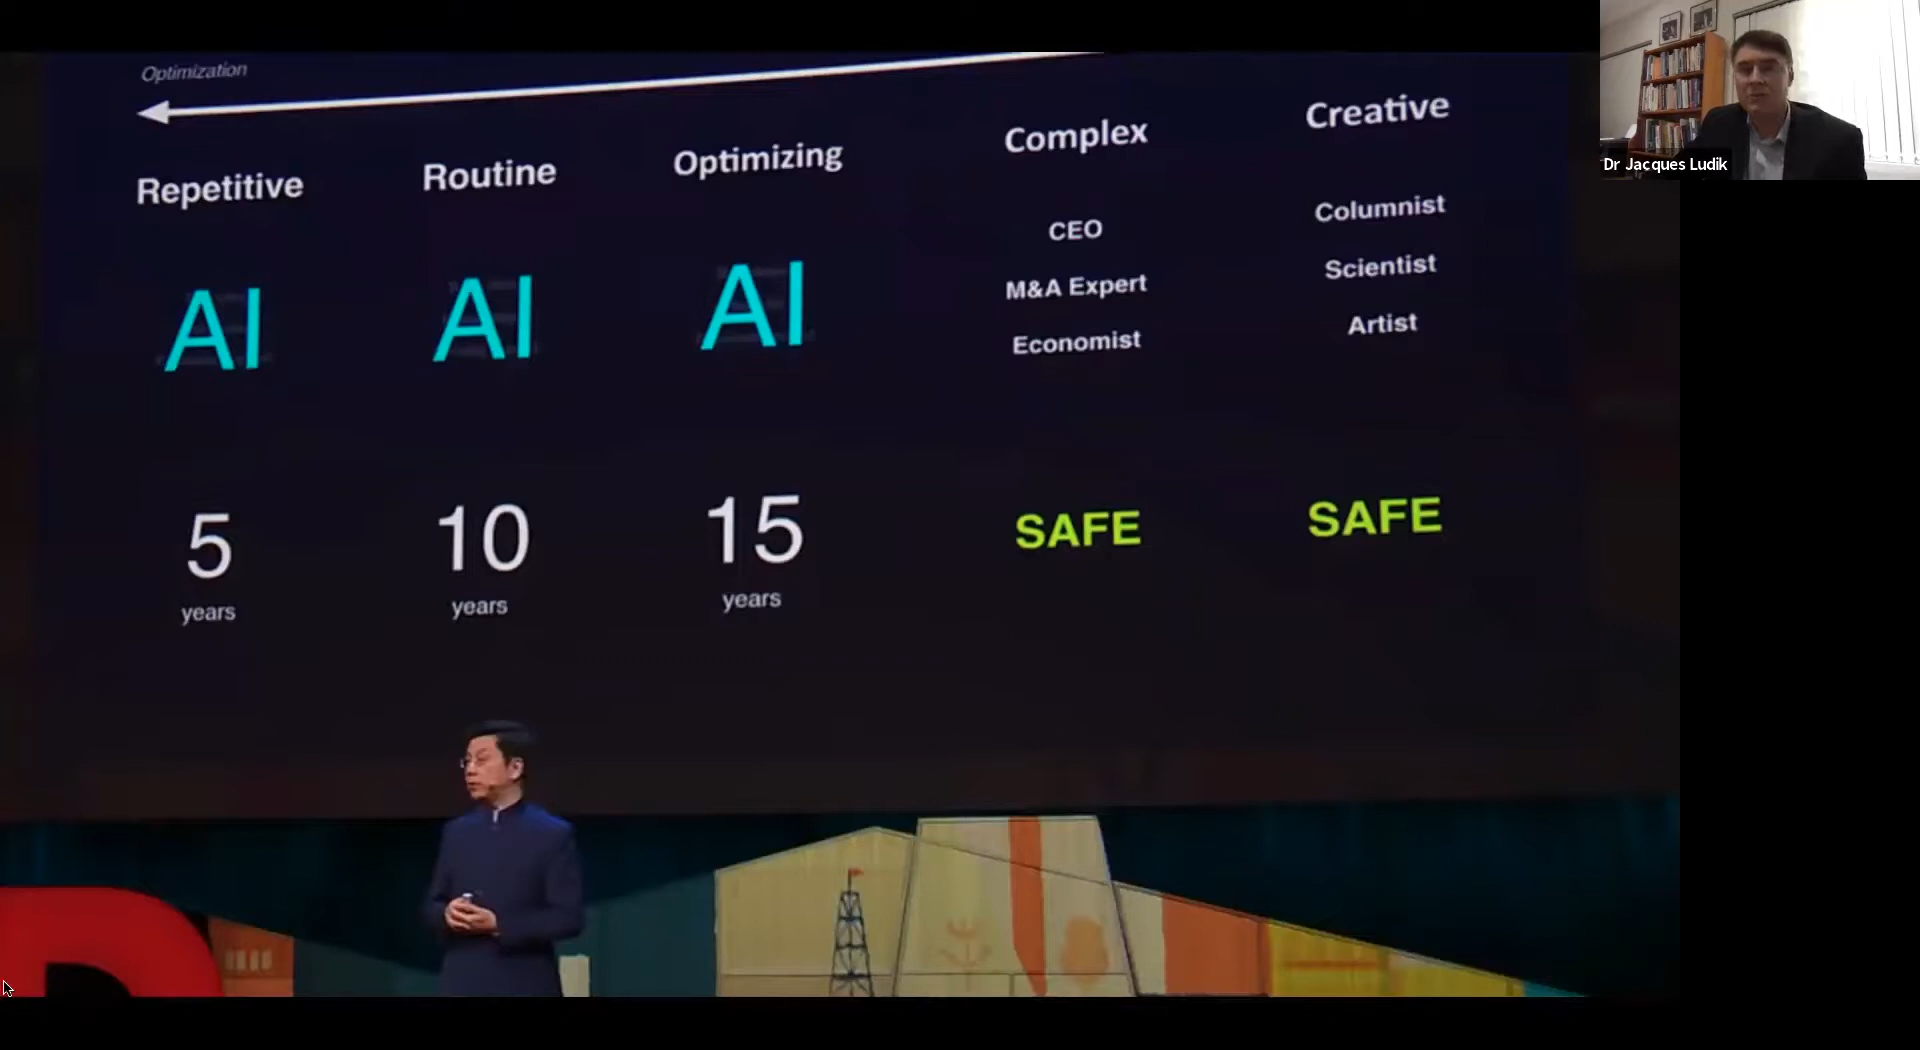 Optimization
Repetitive
Routine
Optimizing
Complex
Creative
AI
AI
AI
CEO
M&A Expert
Economist
Columnist
Scientist
Artist
5
years
10
years
15
years
SAFE
SAFE
Dr Jacques Ludik